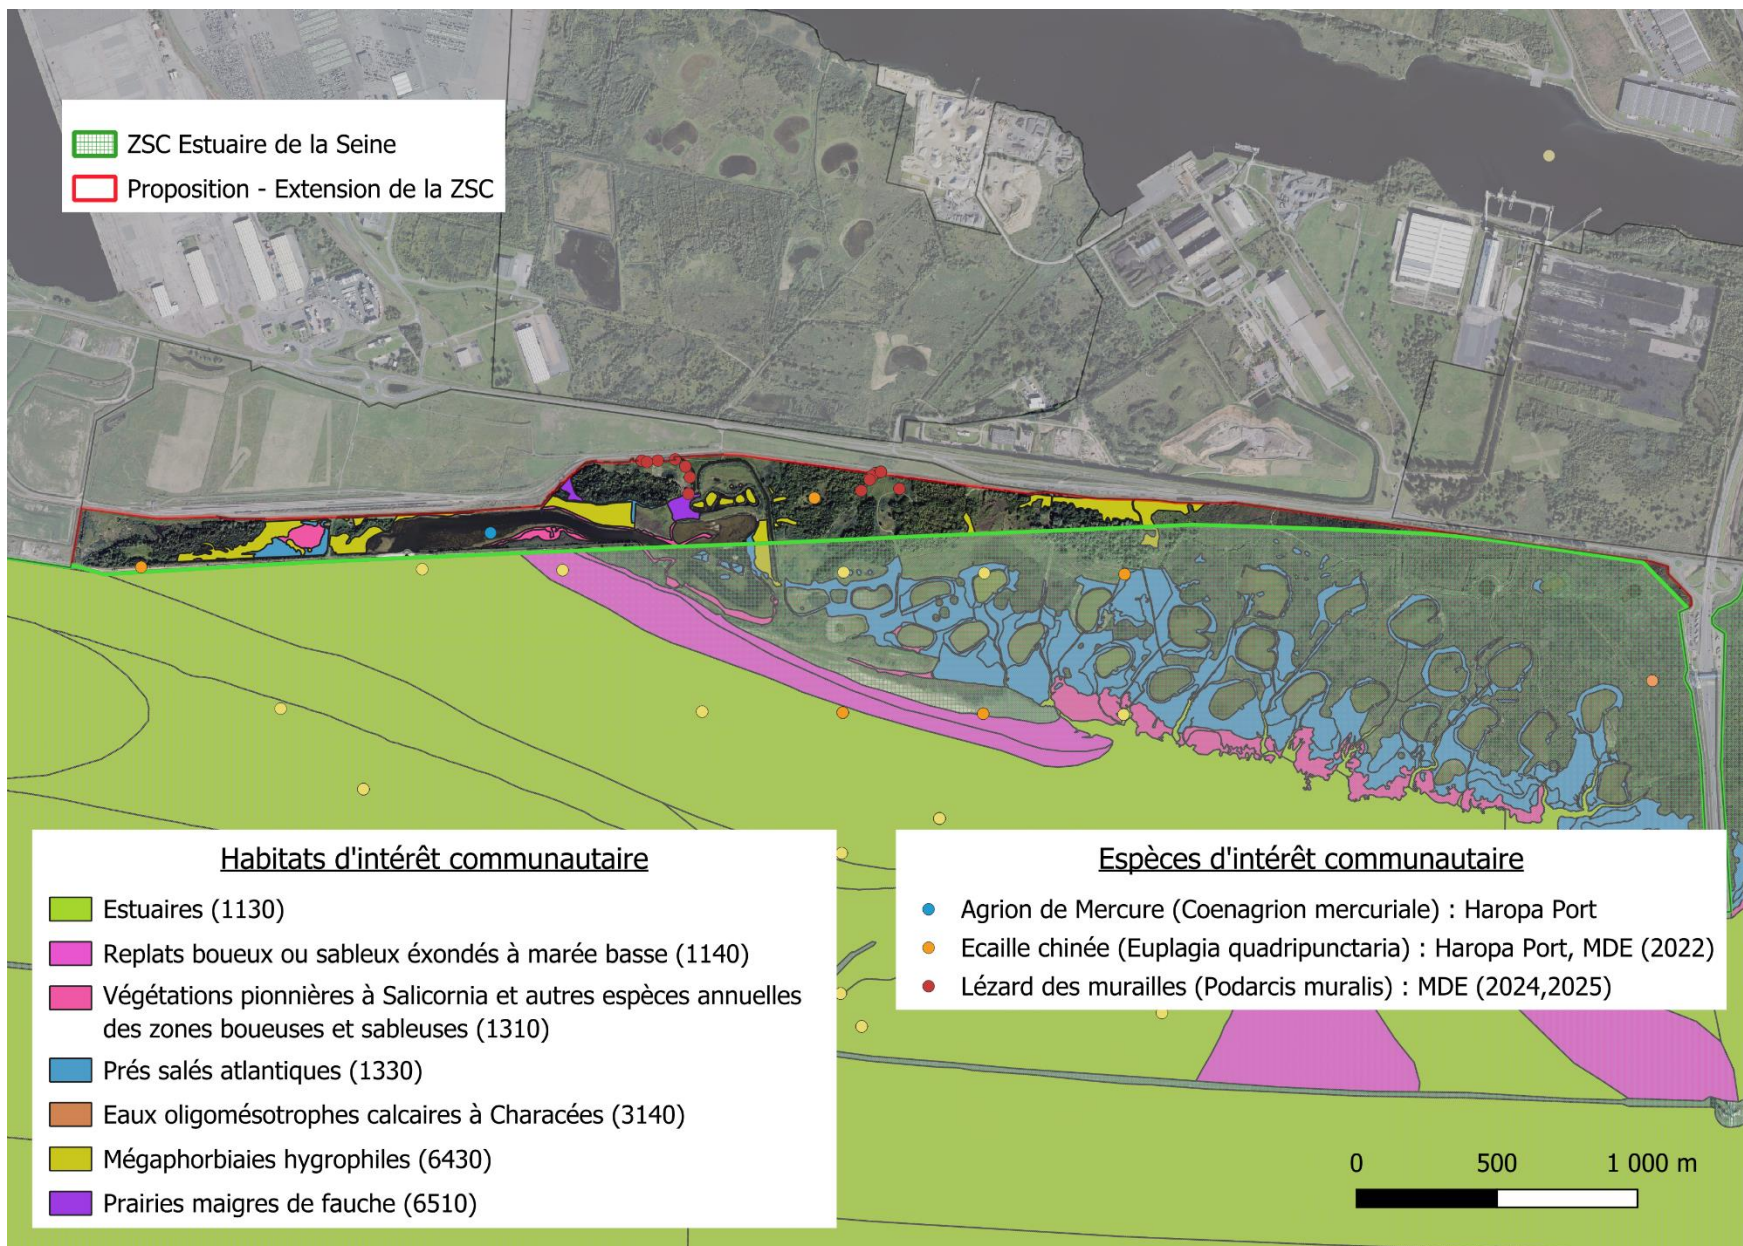 ZSC Estuaire de la Seine
Proposition - Extension de la ZSC
Habitats d'intérêt communautaire
Estuaires (1130)
Replats boueux ou sableux éxondés à marée basse (1140)
Végétations pionnières à Salicornia et autres espèces annuelles
des zones boueuses et sableuses (1310)
Prés salés atlantiques (1330)
Eaux oligomésotrophes calcaires à Characées (3140)
Mégaphorbiaies hygrophiles (6430)
Prairies maigres de fauche (6510)
Espèces d'intérêt communautaire
Agrion de Mercure (Coenagrion mercuriale) : Haropa Port
Ecaille chinée (Euplagia quadripunctaria) : Haropa Port, MDE (2022)
Lézard des murailles (Podarcis muralis) : MDE (2024,2025)
0 500 1 000 m